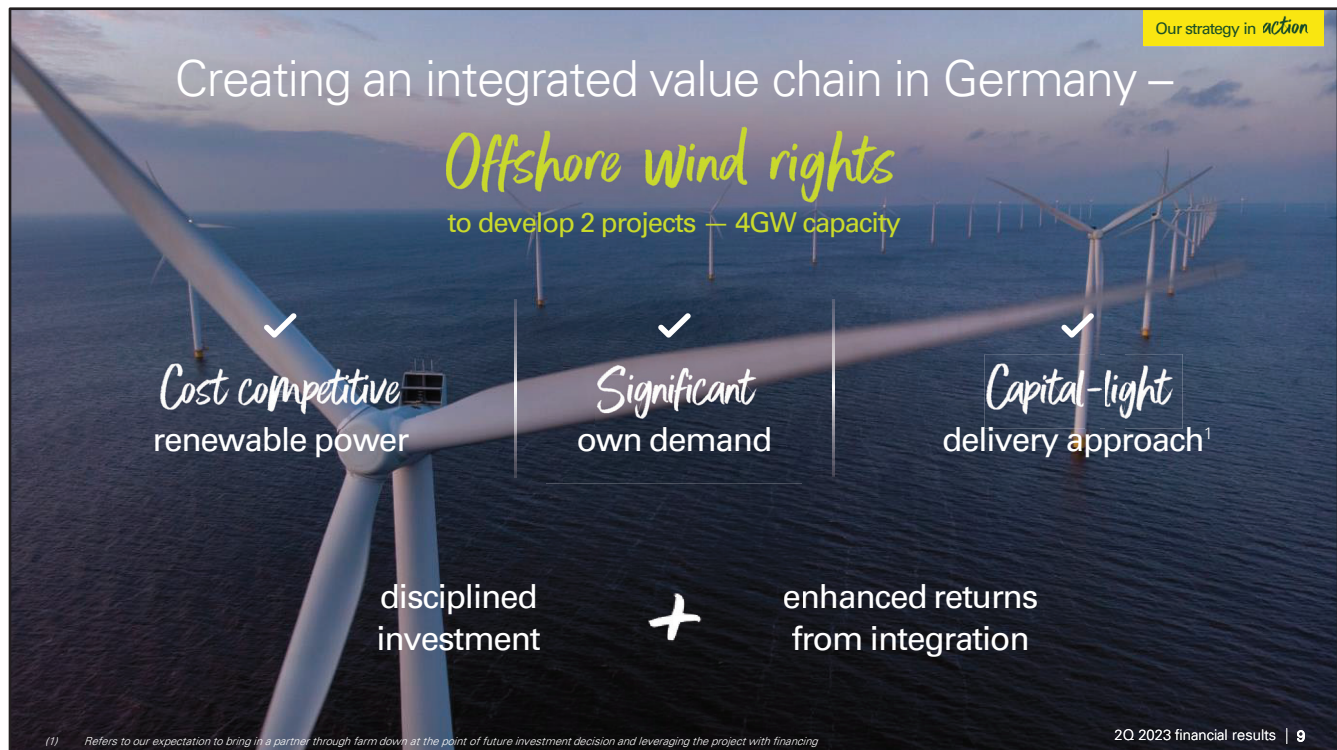 Our strategy in action
Creating an integrated value chain in Germany –
Offshore wind rights
to develop 2 projects — 4GW capacity
Cost competitive
renewable power
Significant
own demand
Capital-light
delivery approach1
disciplined
investment
+
enhanced returns
from integration
(1) Refers to our expectation to bring in a partner through farm down at the point of future investment decision and leveraging the project with financing
2Q 2023 financial results | 9